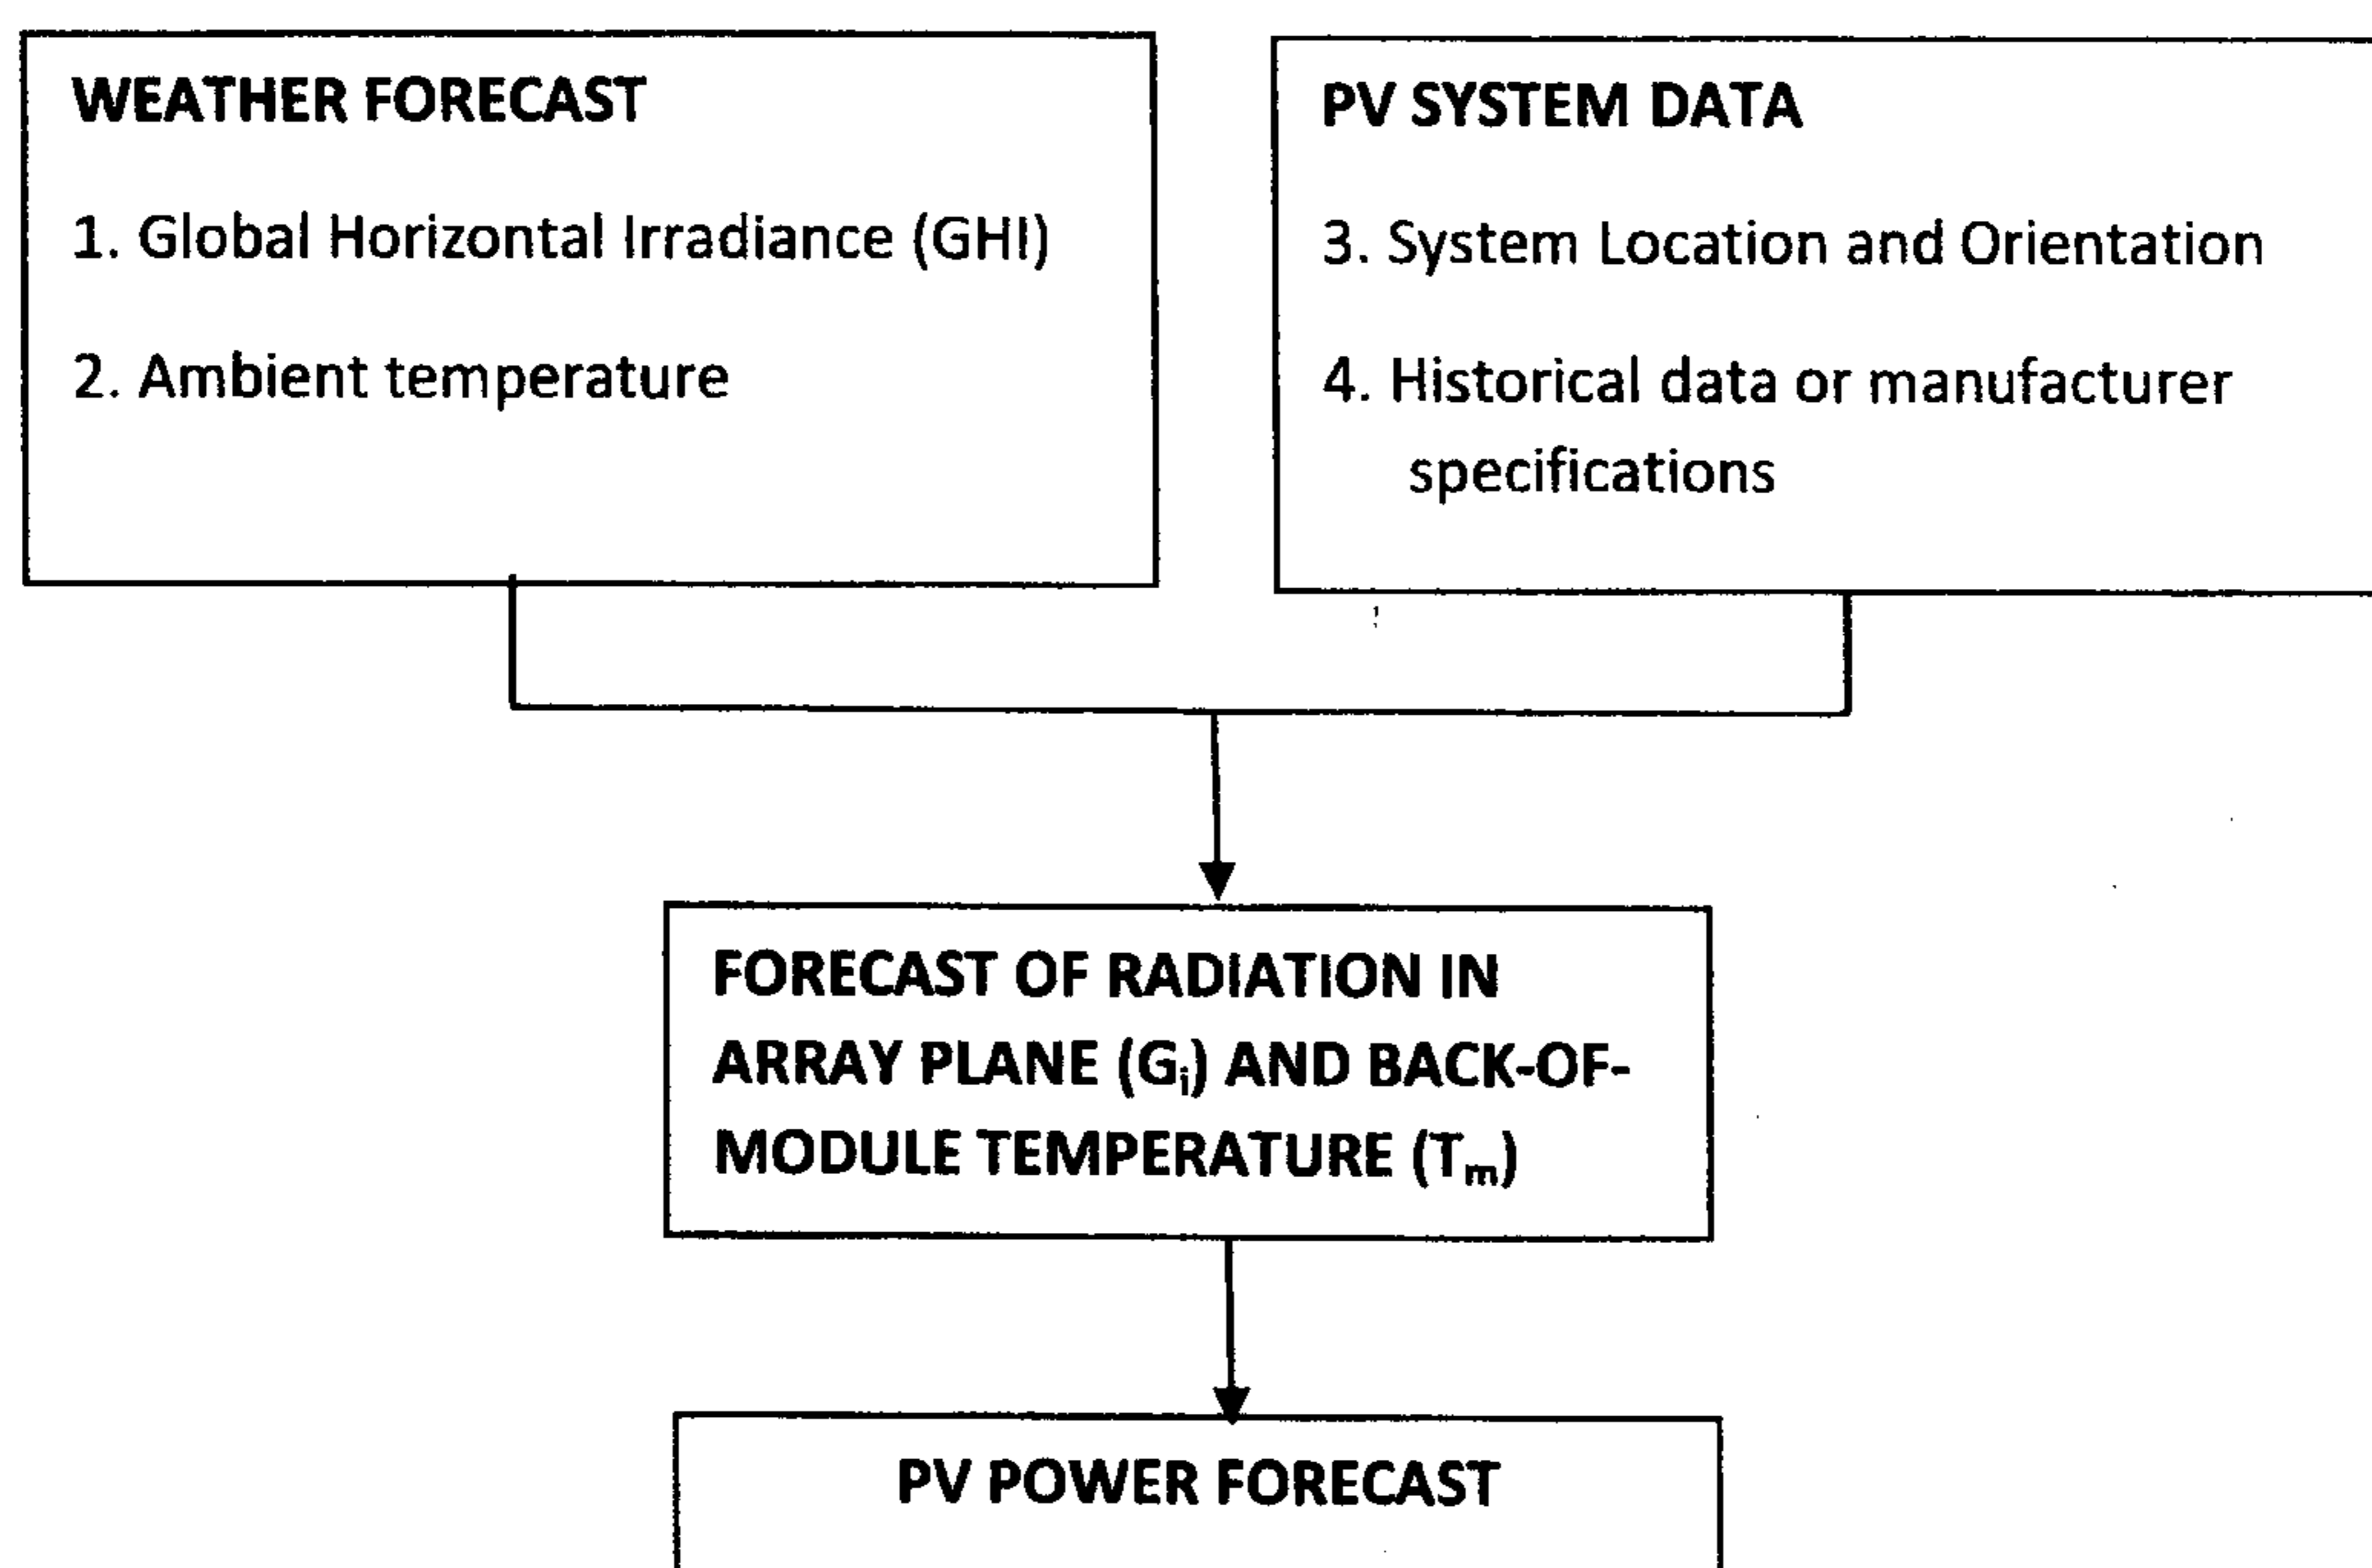 WEATHER FORECAST
1. Global Horizontal Irradiance (GHI)
2. Ambient temperature
PV SYSTEM DATA
3. System Location and Orientation
4. Historical data or manufacturer
specifications
FORECAST OF RADIATION IN
ARRAY PLANE (Gᵢ) AND BACK-OF-
MODULE TEMPERATURE (Tₘ)
PV POWER FORECAST